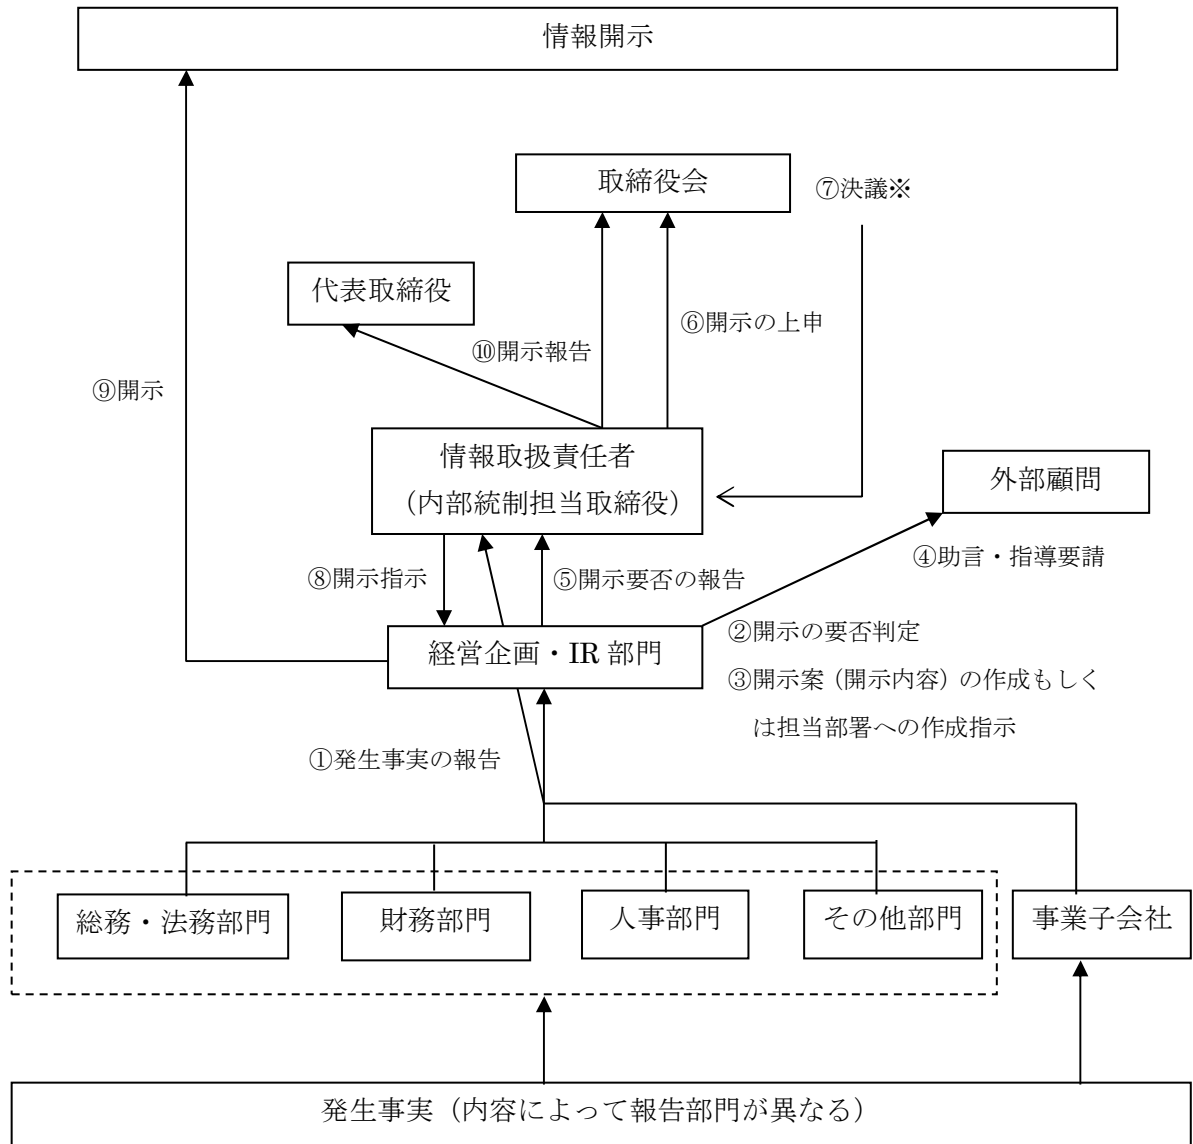 情報開示
取締役会
⑦決議※
代表取締役
⑥開示の上申
⑩開示報告
⑨開示
情報取扱責任者
（内部統制担当取締役）
外部顧問
④助言・指導要請
⑧開示指示
⑤開示要否の報告
②開示の要否判定
経営企画・IR 部門
③開示案（開示内容）の作成もしく
は担当部署への作成指示
①発生事実の報告
総務・法務部門
財務部門
人事部門
その他部門
事業子会社
発生事実（内容によって報告部門が異なる）